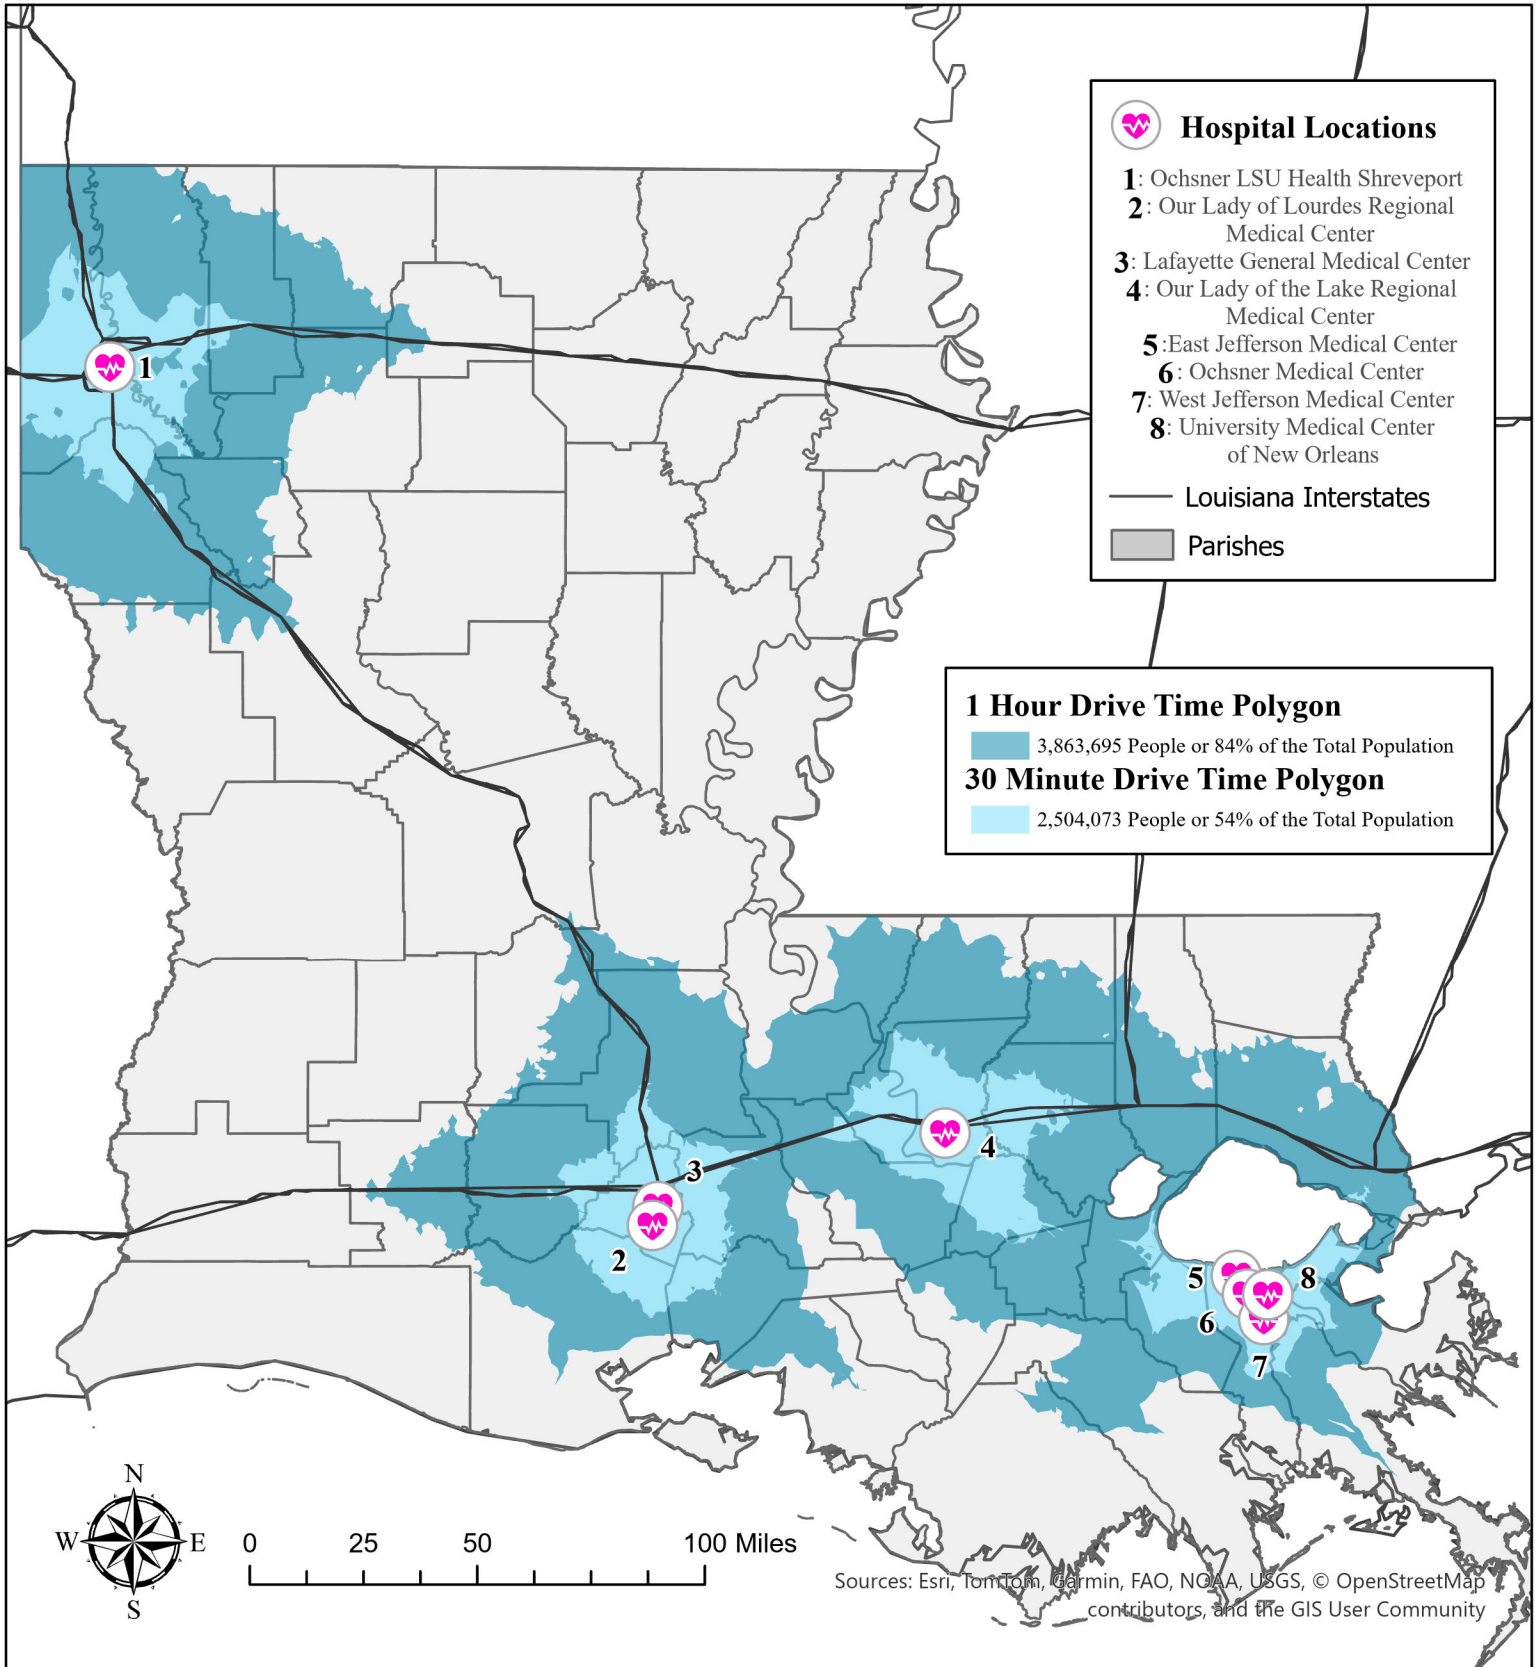 Hospital Locations
1: Ochsner LSU Health Shreveport
2: Our Lady of Lourdes Regional
Medical Center
3: Lafayette General Medical Center
4: Our Lady of the Lake Regional
Medical Center
5:East Jefferson Medical Center
6: Ochsner Medical Center
7: West Jefferson Medical Center
8: University Medical Center
of New Orleans
Louisiana Interstates
Parishes
1
1 Hour Drive Time Polygon
3,863,695 People or 84% of the Total Population
30 Minute Drive Time Polygon
2,504,073 People or 54% of the Total Population
4
3
2
5
8
6
7
N
W
E
S
0
25
50
100 Miles
Sources: Esri, TomTom, Garmin, FAO, NOAA, USGS, © OpenStreetMap
contributors, and the GIS User Community